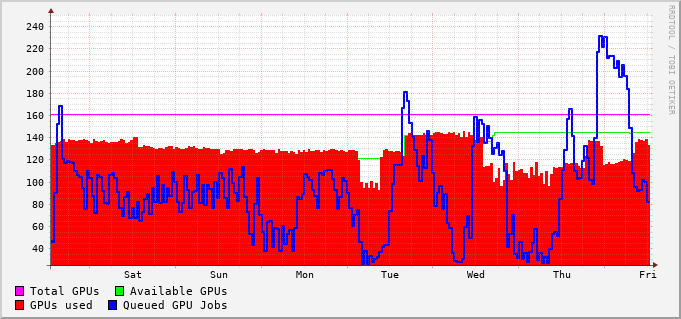 240
220
200
180
160
140
120
100
80
60
40
Sat Sun Mon Tue Wed Thu Fri
Total GPUs Available GPUs
GPUs used Queued GPU Jobs
RRDTOOL / TOBI OETIKER